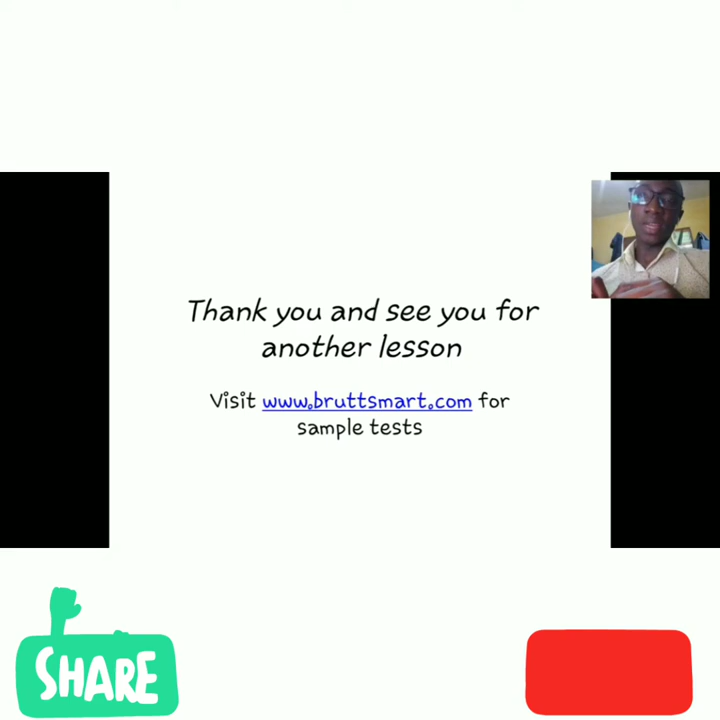 Thank you and see you for
another lesson
Visit www.bruttsmart.com for
sample tests
SHARE